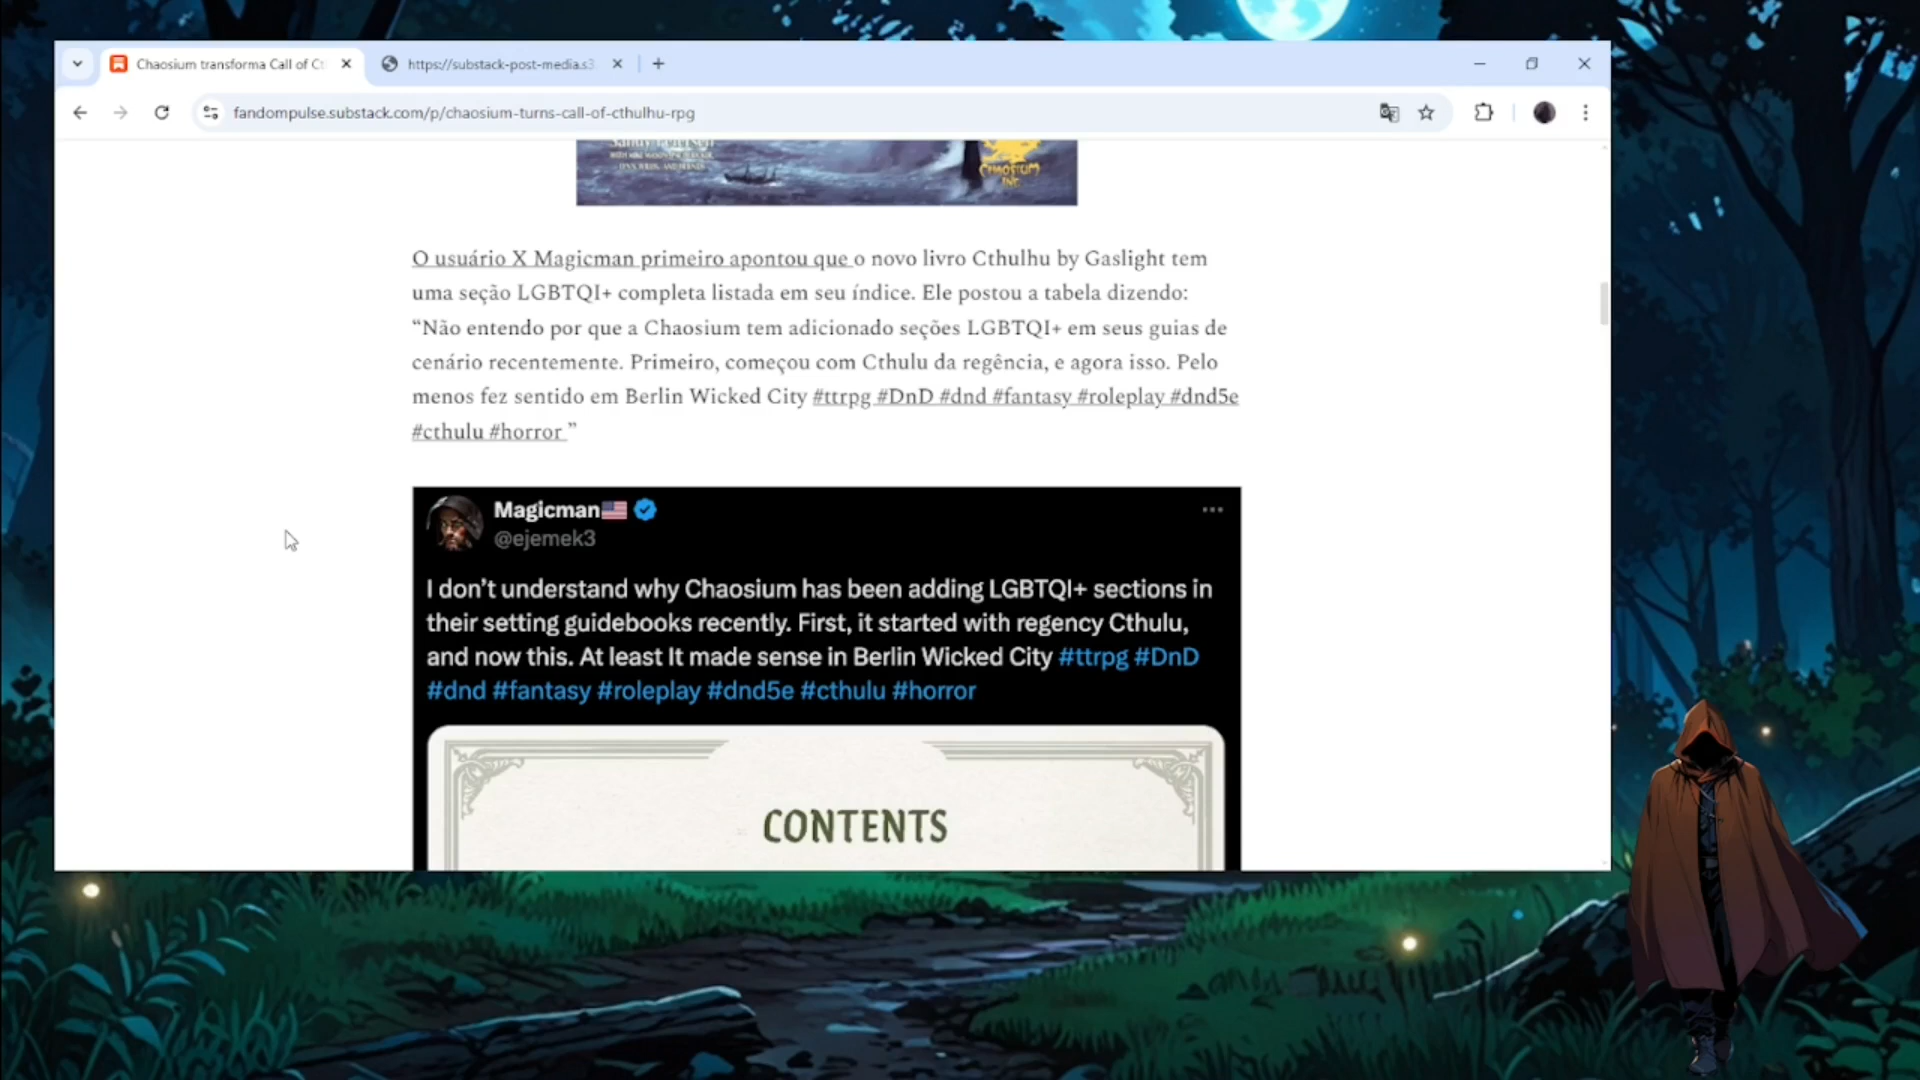 Chaosium transforma Call of Ct
https://substack-post-media.s3.
fandompulse.substack.com/p/chaosium-turns-call-of-cthulhu-rpg
Sandy Petersen
CHAOSIUM
INC.
O usuário X Magicman primeiro apontou que o novo livro Cthulhu by Gaslight tem
uma seção LGBTQI+ completa listada em seu índice. Ele postou a tabela dizendo:
“Não entendo por que a Chaosium tem adicionado seções LGBTQI+ em seus guias de
cenário recentemente. Primeiro, começou com Cthulu da regência, e agora isso. Pelo
menos fez sentido em Berlin Wicked City #ttrpg #DnD #dnd #fantasy #roleplay #dnd5e
#cthulu #horror ”
Magicman
@ejemek3
I don’t understand why Chaosium has been adding LGBTQI+ sections in
their setting guidebooks recently. First, it started with regency Cthulu,
and now this. At least It made sense in Berlin Wicked City #ttrpg #DnD
#dnd #fantasy #roleplay #dnd5e #cthulu #horror
CONTENTS